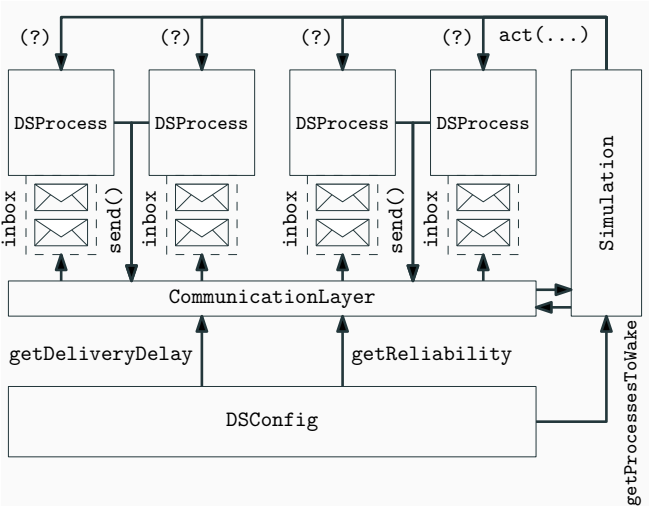 (?) (?) (?) (?) act(...)
DSProcess DSProcess DSProcess DSProcess
Simulation
inbox send() inbox inbox send() inbox
CommunicationLayer
getDeliveryDelay getReliability
getProcessesToWake
DSConfig